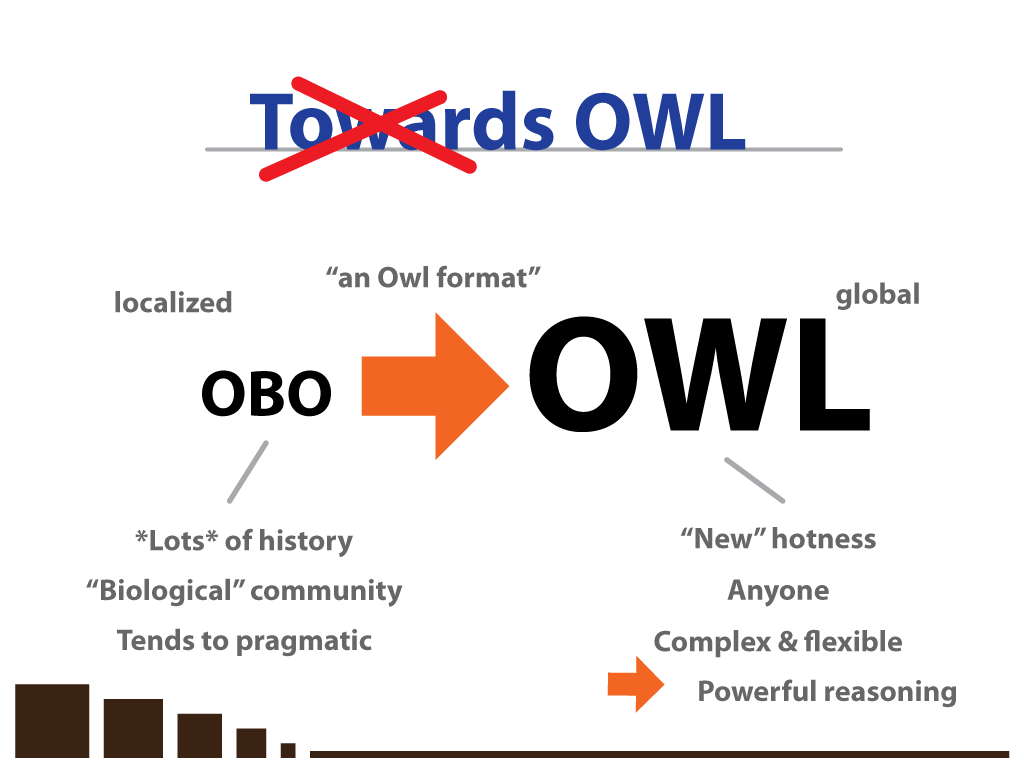 Towards OWL
“an Owl format”
localized
global
OBO
OWL
*Lots* of history
“Biological” community
Tends to pragmatic
“New” hotness
Anyone
Complex & flexible
Powerful reasoning